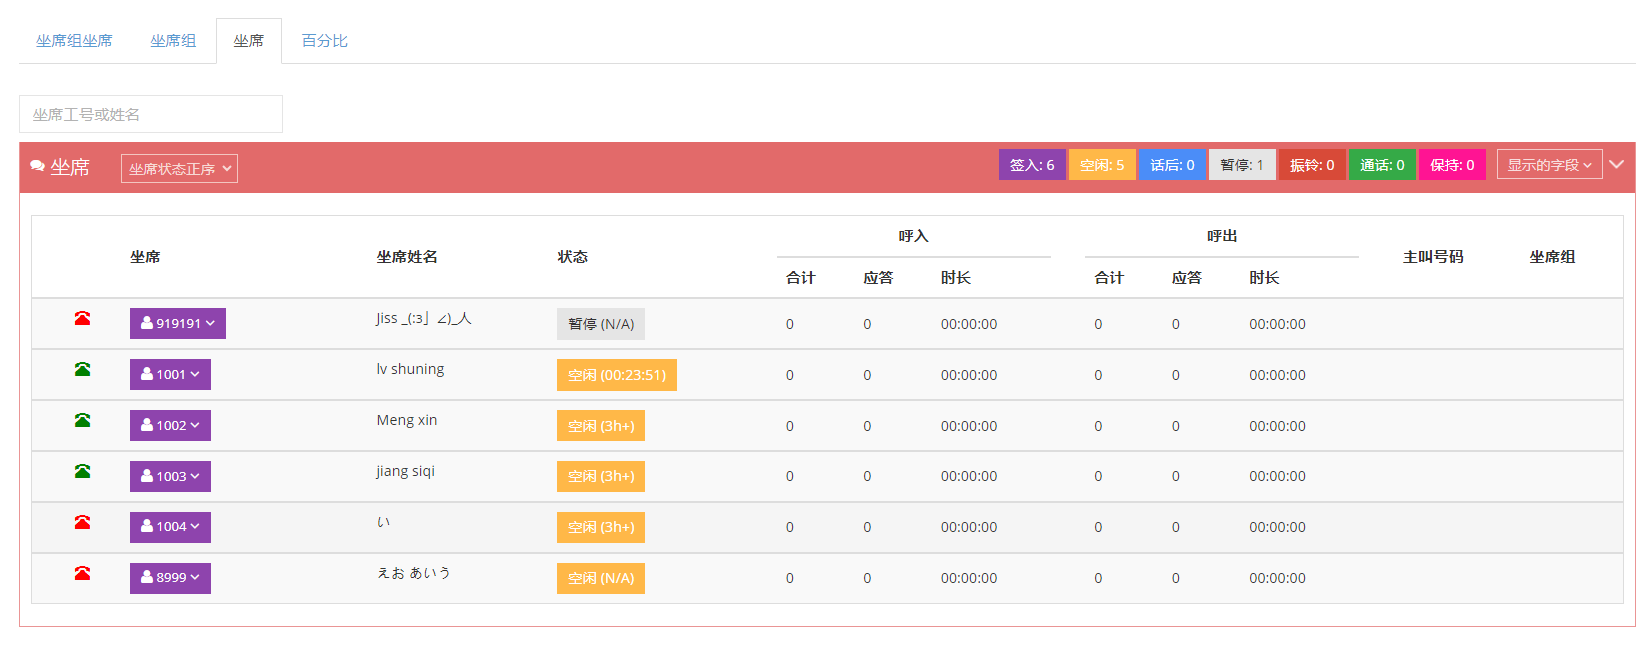 坐席组坐席 坐席组 坐席 百分比
坐席工号或姓名
坐席 坐席状态正序 签入: 6 空闲: 5 话后: 0 暂停: 1 振铃: 0 通话: 0 保持: 0 显示的字段
坐席 坐席姓名 状态 呼入 呼出 主叫号码 坐席组
合计 应答 时长 合计 应答 时长
919191 Jiss _(:з」∠)_人 暂停 (N/A) 0 0 00:00:00 0 0 00:00:00
1001 lv shuning 空闲 (00:23:51) 0 0 00:00:00 0 0 00:00:00
1002 Meng xin 空闲 (3h+) 0 0 00:00:00 0 0 00:00:00
1003 jiang siqi 空闲 (3h+) 0 0 00:00:00 0 0 00:00:00
1004 い 空闲 (3h+) 0 0 00:00:00 0 0 00:00:00
8999 えお あいう 空闲 (N/A) 0 0 00:00:00 0 0 00:00:00